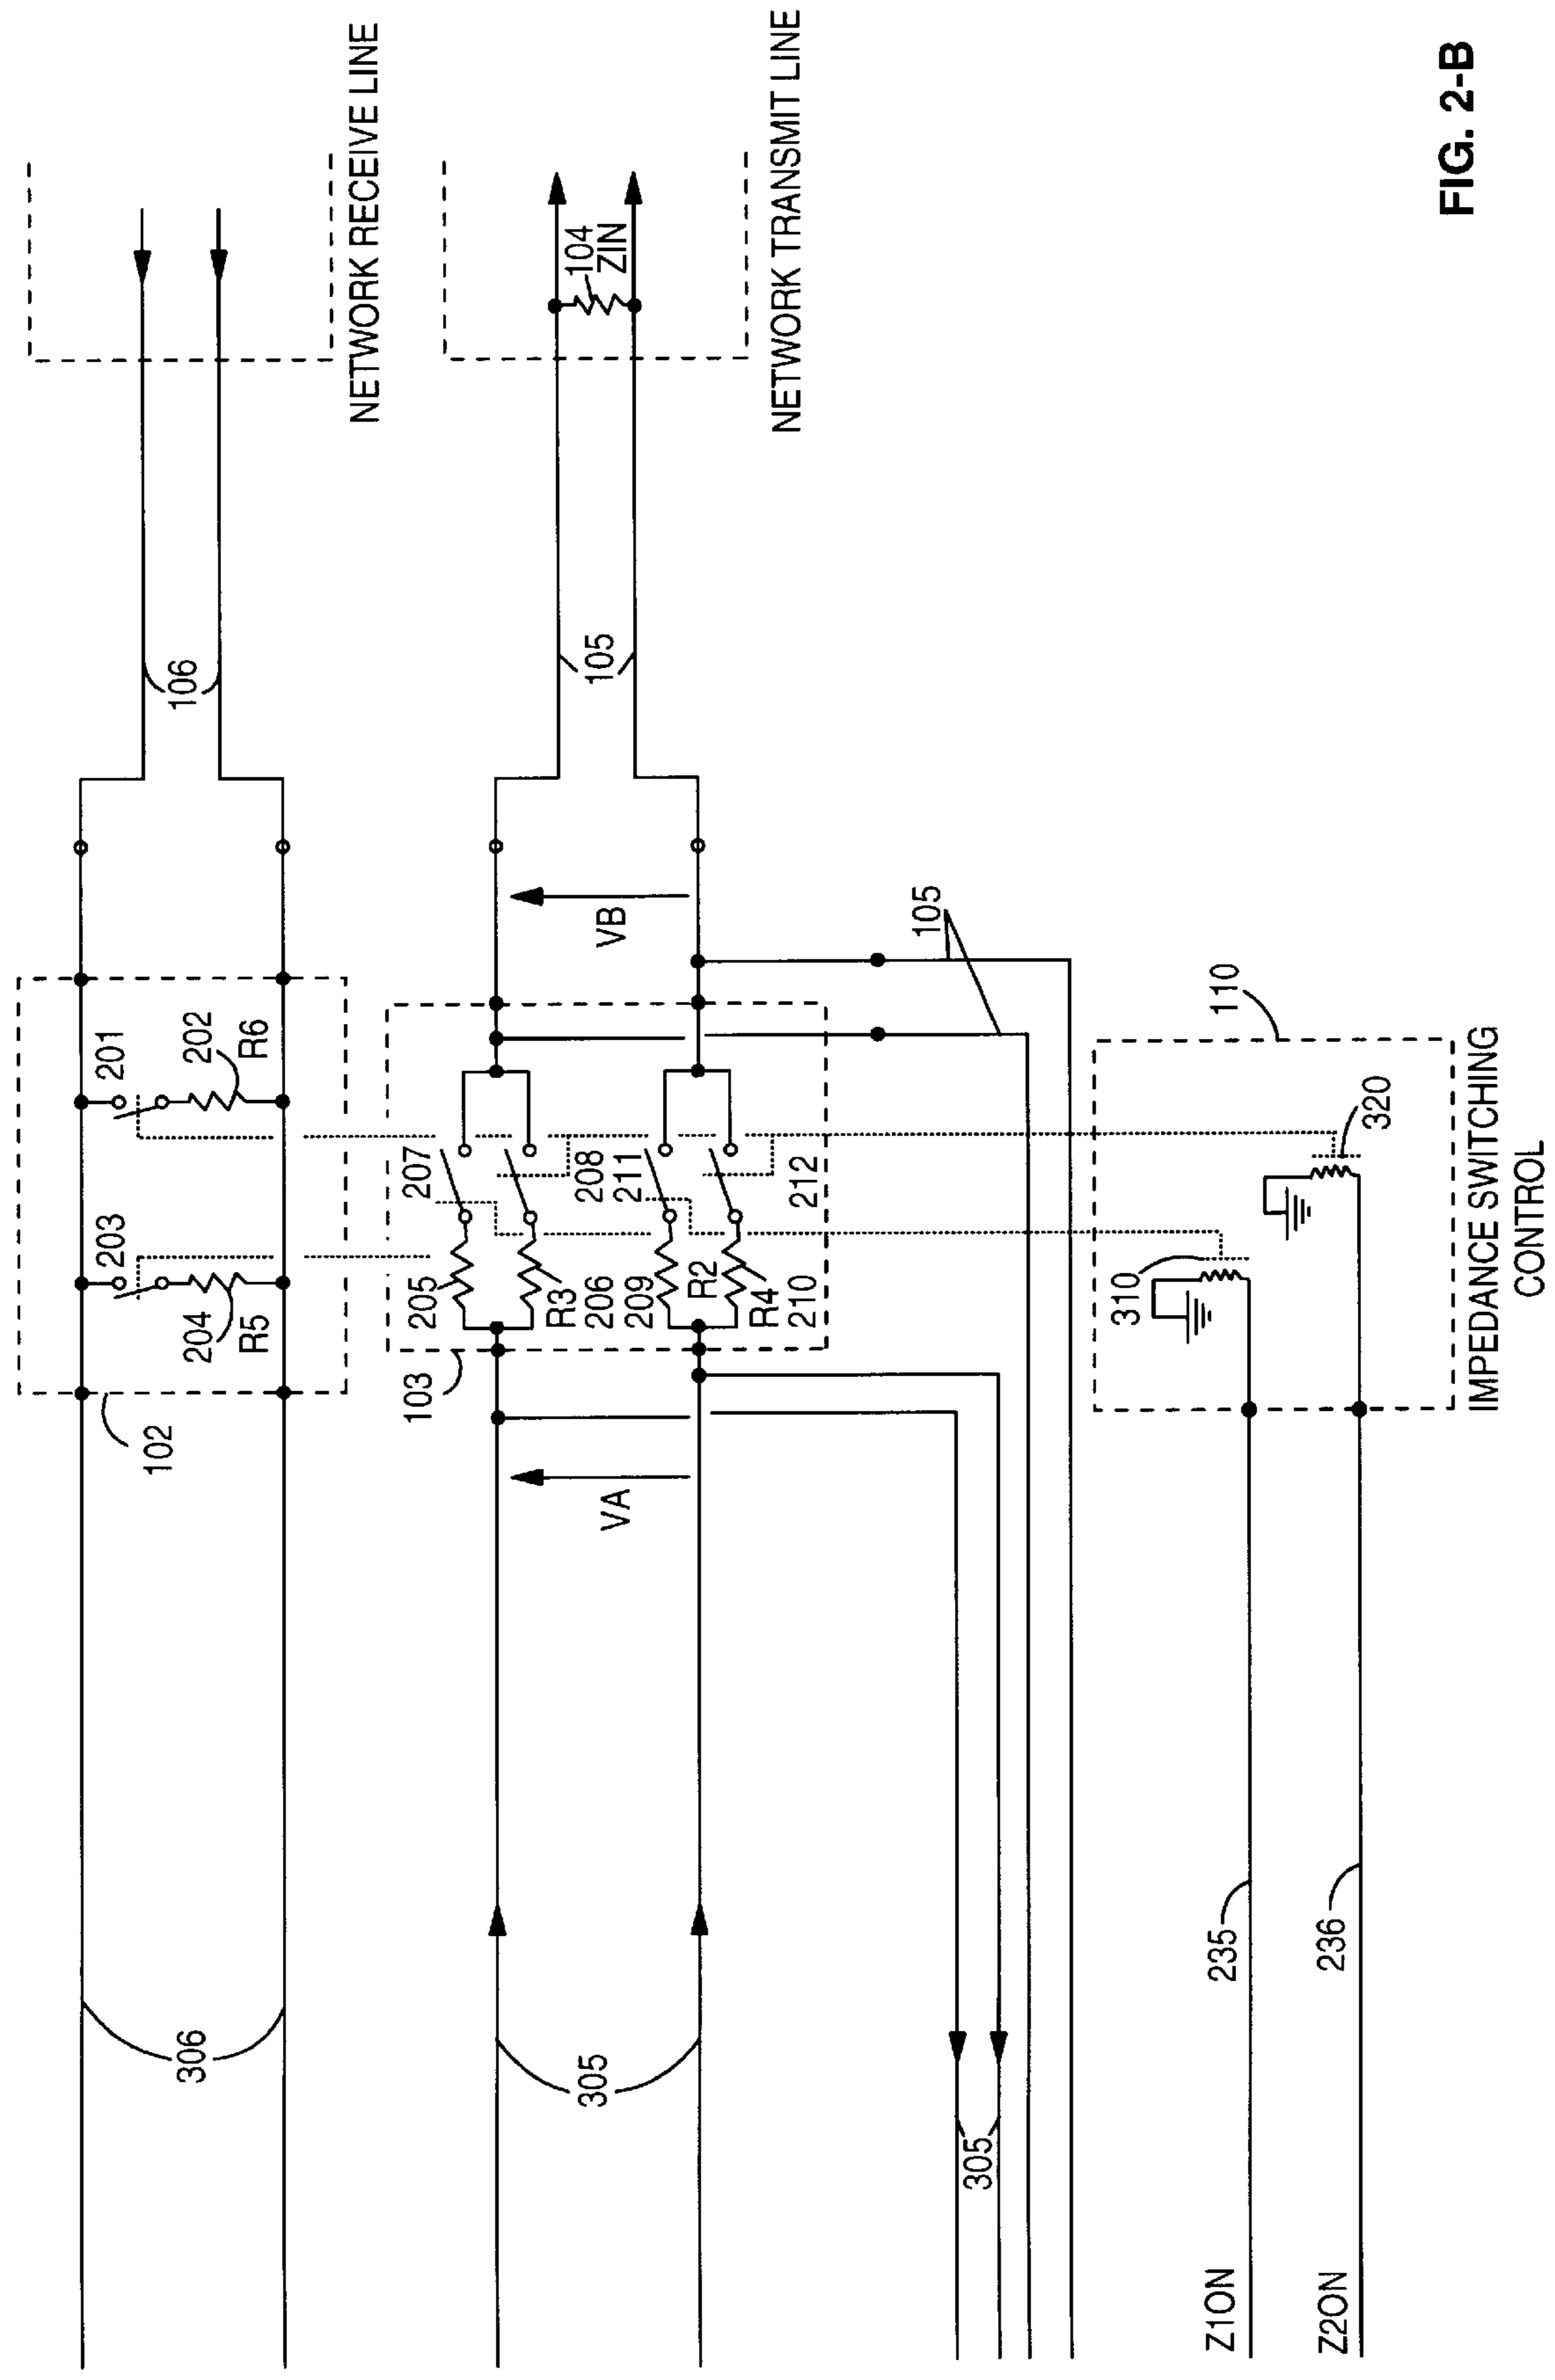 NETWORK RECEIVE LINE
106
201
202
R6
203
204
R5
102
306
NETWORK TRANSMIT LINE
104
ZIN
105
VB
105
207
208
211
212
205
R3
206
209
R2
R4
210
103
VA
305
305
110
320
310
IMPEDANCE SWITCHING
CONTROL
235
236
Z1ON
Z2ON
FIG. 2-B